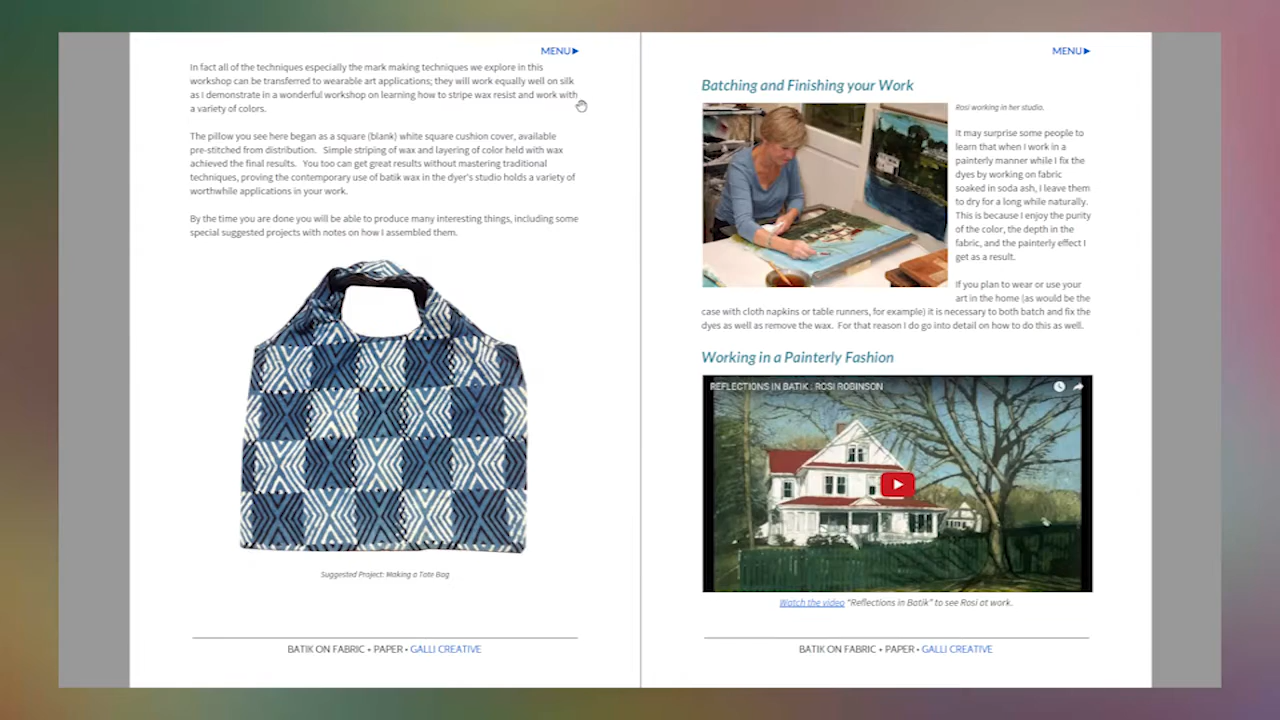 MENU▶
In fact all of the techniques especially the mark making techniques we explore in this
workshop can be transferred to wearable art applications; they will work equally well on silk
as I demonstrate in a wonderful workshop on learning how to stripe wax resist and work with
a variety of colors.
The pillow you see here began as a square (blank) white square cushion cover, available
pre-stitched from distribution. Simple striping of wax and layering of color held with wax
achieved the final results. You too can get great results without mastering traditional
techniques, proving the contemporary use of batik wax in the dyer's studio holds a variety of
worthwhile applications in your work.
By the time you are done you will be able to produce many interesting things, including some
special suggested projects with notes on how I assembled them.
Suggested Project: Making a Tote Bag
BATIK ON FABRIC • PAPER • GALLI CREATIVE
MENU▶
Batching and Finishing your Work
Rosi working in her studio.
It may surprise some people to
learn that when I work in a
painterly manner while I fix the
dyes by working on fabric
soaked in soda ash, I leave them
to dry for a long while naturally.
This is because I enjoy the purity
of the color, the depth in the
fabric, and the painterly effect I
get as a result.
If you plan to wear or use your
art in the home (as would be the
case with cloth napkins or table runners, for example) it is necessary to both batch and fix the
dyes as well as remove the wax. For that reason I do go into detail on how to do this as well.
Working in a Painterly Fashion
REFLECTIONS IN BATIK : ROSI ROBINSON
Watch the video "Reflections in Batik" to see Rosi at work.
BATIK ON FABRIC • PAPER • GALLI CREATIVE